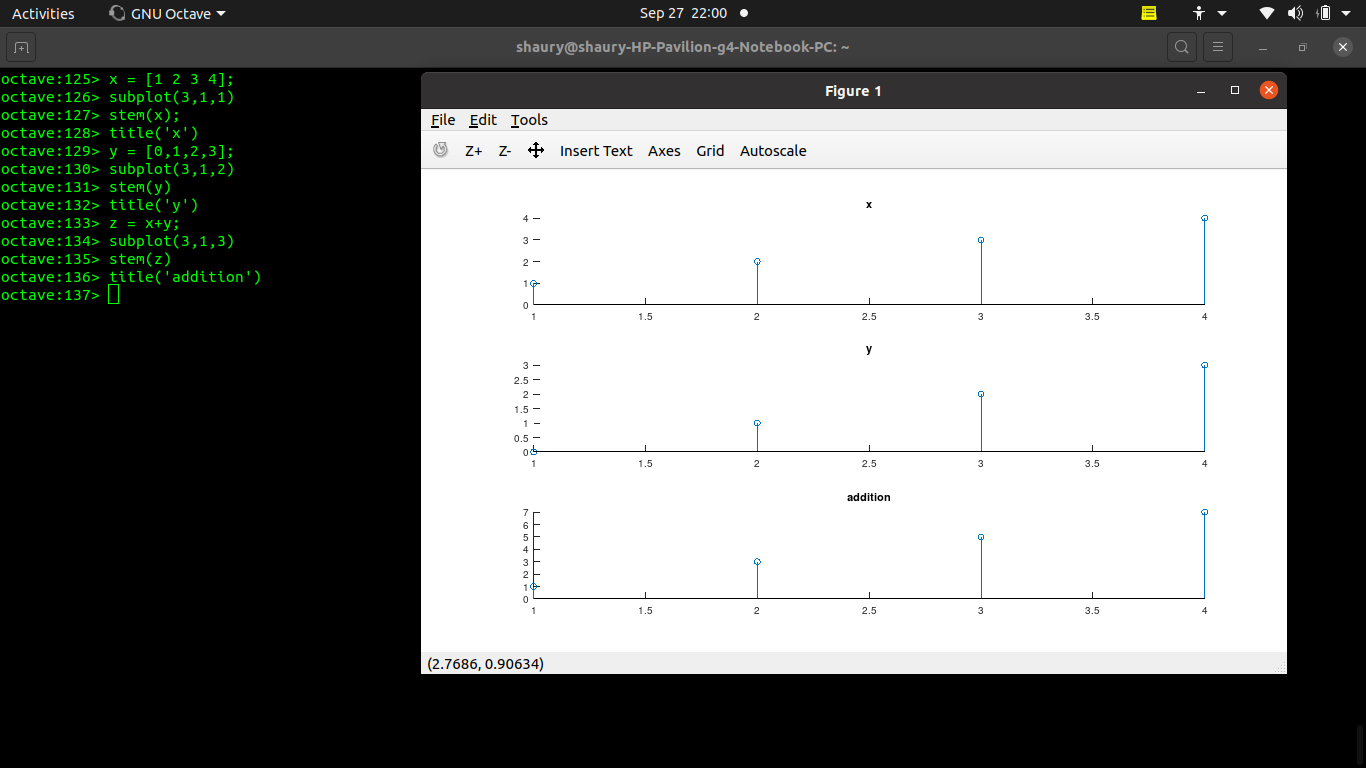 Activities GNU Octave Sep 27 22:00
shaury@shaury-HP-Pavilion-g4-Notebook-PC: ~
octave:125> x = [1 2 3 4];
octave:126> subplot(3,1,1)
octave:127> stem(x);
octave:128> title('x')
octave:129> y = [0,1,2,3];
octave:130> subplot(3,1,2)
octave:131> stem(y)
octave:132> title('y')
octave:133> z = x+y;
octave:134> subplot(3,1,3)
octave:135> stem(z)
octave:136> title('addition')
octave:137>
Figure 1
File Edit Tools
Z+ Z- Insert Text Axes Grid Autoscale
x
4
3
2
1
0
1 1.5 2 2.5 3 3.5 4
y
3
2.5
2
1.5
1
0.5
0
1 1.5 2 2.5 3 3.5 4
addition
7
6
5
4
3
2
1
0
1 1.5 2 2.5 3 3.5 4
(2.7686, 0.90634)